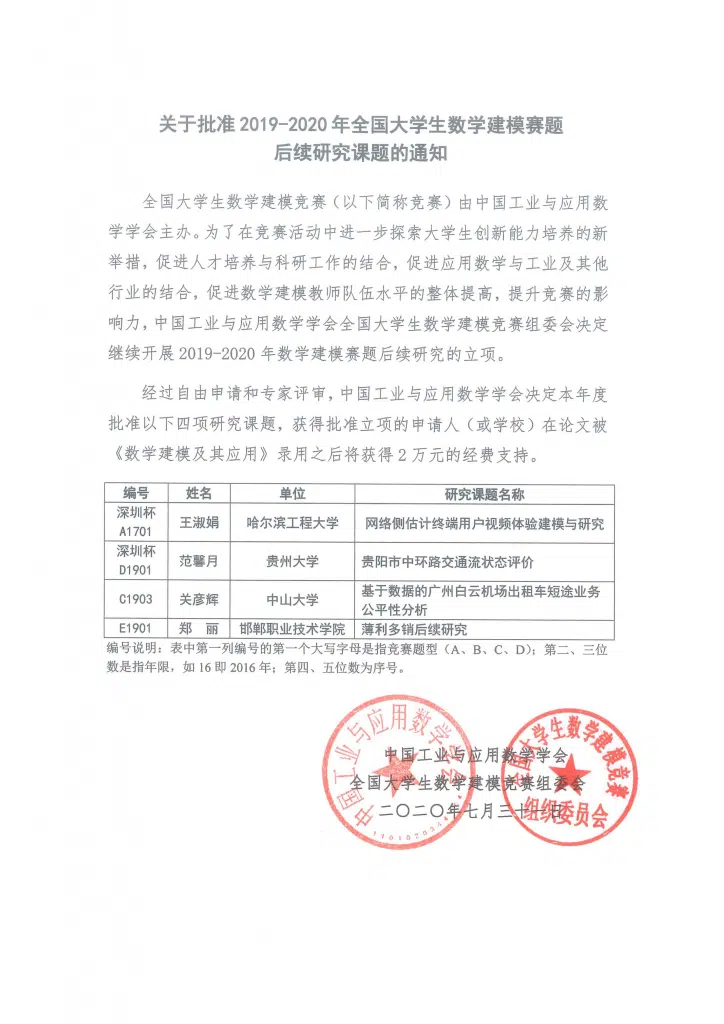 关于批准 2019-2020 年全国大学生数学建模赛题
后续研究课题的通知
全国大学生数学建模竞赛（以下简称竞赛）由中国工业与应用数
学学会主办。为了在竞赛活动中进一步探索大学生创新能力培养的新
举措，促进人才培养与科研工作的结合，促进应用数学与工业及其他
行业的结合，促进数学建模教师队伍水平的整体提高，提升竞赛的影
响力，中国工业与应用数学学会全国大学生数学建模竞赛组委会决定
继续开展 2019-2020 年数学建模赛题后续研究的立项。
经过自由申请和专家评审，中国工业与应用数学学会决定本年度
批准以下四项研究课题，获得批准立项的申请人（或学校）在论文被
《数学建模及其应用》录用之后将获得 2 万元的经费支持。
编号 姓名 单位 研究课题名称
深圳杯
A1701 王淑娟 哈尔滨工程大学 网络侧估计终端用户视频体验建模与研究
深圳杯
D1901 范馨月 贵州大学 贵阳市中环路交通流状态评价
C1903 关彦辉 中山大学 基于数据的广州白云机场出租车短途业务
公平性分析
E1901 郑 丽 邯郸职业技术学院 薄利多销后续研究
编号说明：表中第一列编号的第一个大写字母是指竞赛题型（A、B、C、D）；第二、三位
数是指年限，如 16 即 2016 年；第四、五位数为序号。
中国工业与应用数学学会
全国大学生数学建模竞赛组委会
二〇二〇年七月三十一日
中国工业与应用数学学会
全国大学生数学建模竞赛
组织委员会